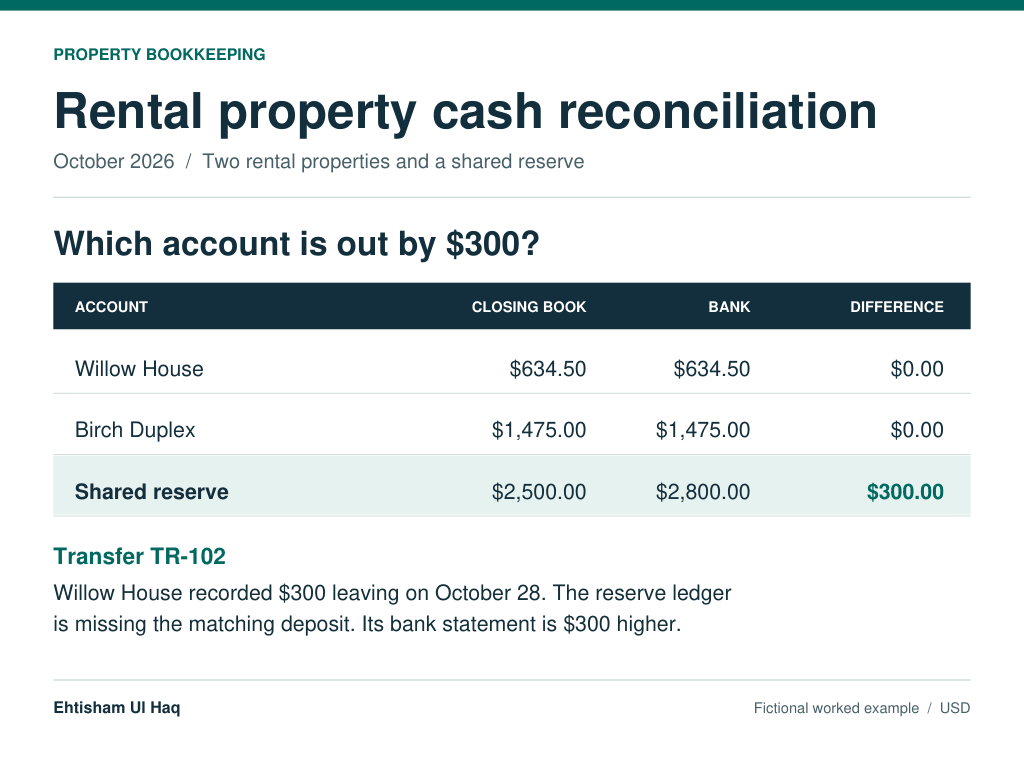 PROPERTY BOOKKEEPING
Rental property cash reconciliation
October 2026 / Two rental properties and a shared reserve
Which account is out by $300?
ACCOUNT CLOSING BOOK BANK DIFFERENCE
Willow House $634.50 $634.50 $0.00
Birch Duplex $1,475.00 $1,475.00 $0.00
Shared reserve $2,500.00 $2,800.00 $300.00
Transfer TR-102
Willow House recorded $300 leaving on October 28. The reserve ledger
is missing the matching deposit. Its bank statement is $300 higher.
Ehtisham Ul Haq Fictional worked example / USD